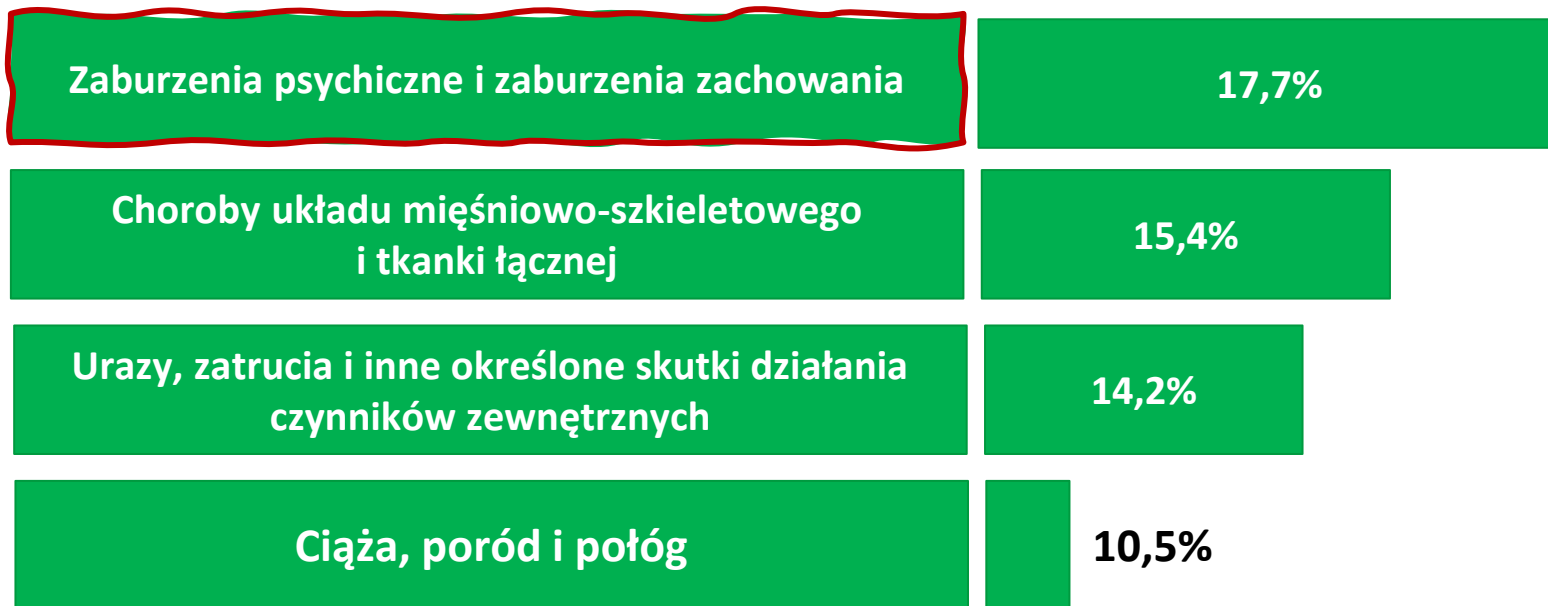 Zaburzenia psychiczne i zaburzenia zachowania
17,7%
Choroby układu mięśniowo-szkieletowego
i tkanki łącznej
15,4%
Urazy, zatrucia i inne określone skutki działania
czynników zewnętrznych
14,2%
Ciąża, poród i połóg
10,5%